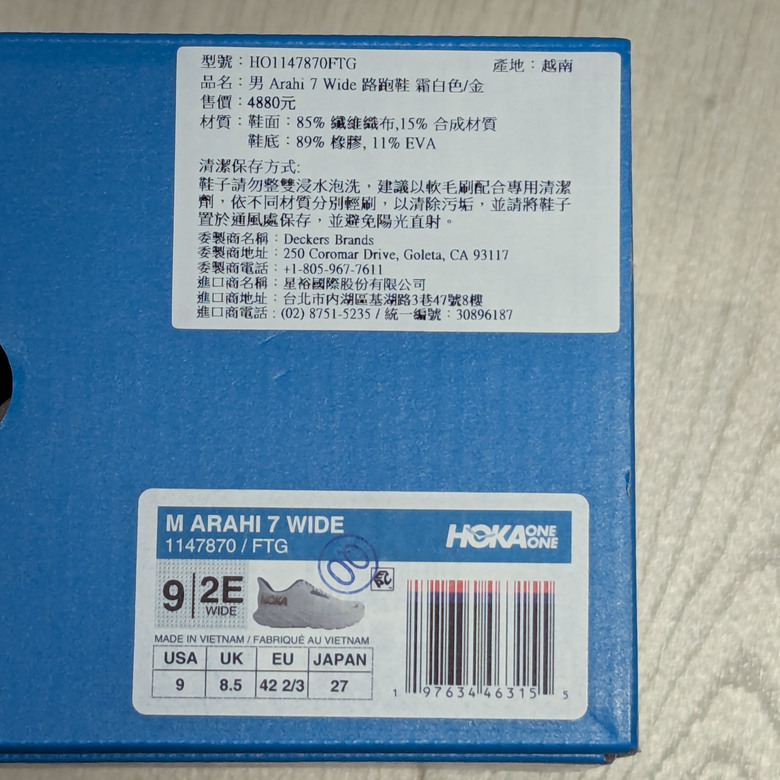 型號：HO1147870FTG 產地：越南
品名：男 Arahi 7 Wide 路跑鞋 霜白色/金
售價：4880元
材質：鞋面：85% 纖維織布,15% 合成材質
鞋底：89% 橡膠, 11% EVA
清潔保存方式:
鞋子請勿整雙浸水泡洗，建議以軟毛刷配合專用清潔
劑，依不同材質分別輕刷，以清除污垢，並請將鞋子
置於通風處保存，並避免陽光直射。
委製商名稱：Deckers Brands
委製商地址：250 Coromar Drive, Goleta, CA 93117
委製商電話：+1-805-967-7611
進口商名稱：星裕國際股份有限公司
進口商地址：台北市內湖區基湖路3巷47號8樓
進口商電話：(02) 8751-5235 / 統一編號：30896187
M ARAHI 7 WIDE
1147870 / FTG
HOKA ONE ONE
00
9 2E WIDE
HOKA
MADE IN VIETNAM / FABRIQUÉ AU VIETNAM
USA UK EU JAPAN
9 8.5 42 2/3 27
1 97634 46315 5